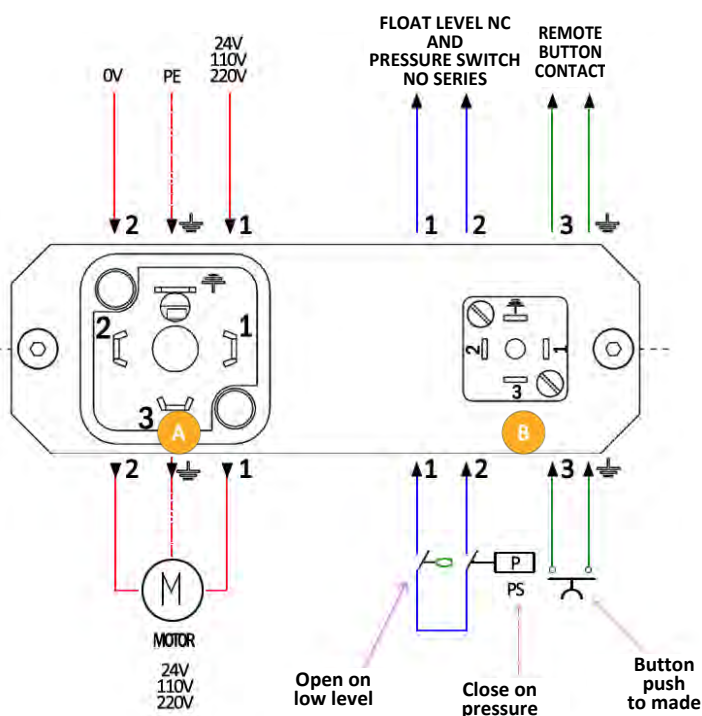 0V
PE
24V
110V
220V
FLOAT LEVEL NC
AND
PRESSURE SWITCH
NO SERIES
REMOTE
BUTTON
CONTACT
2
1
1
2
3
2
1
3
A
2
1
3
B
2
1
1
2
3
M
MOTOR
24V
110V
220V
P
PS
Open on
low level
Close on
pressure
Button
push
to made